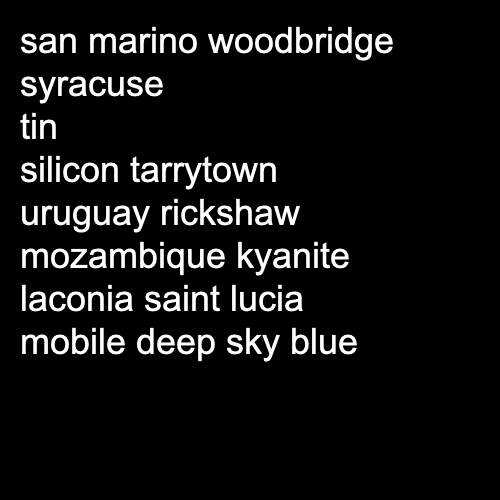 san marino woodbridge
syracuse
tin
silicon tarrytown
uruguay rickshaw
mozambique kyanite
laconia saint lucia
mobile deep sky blue